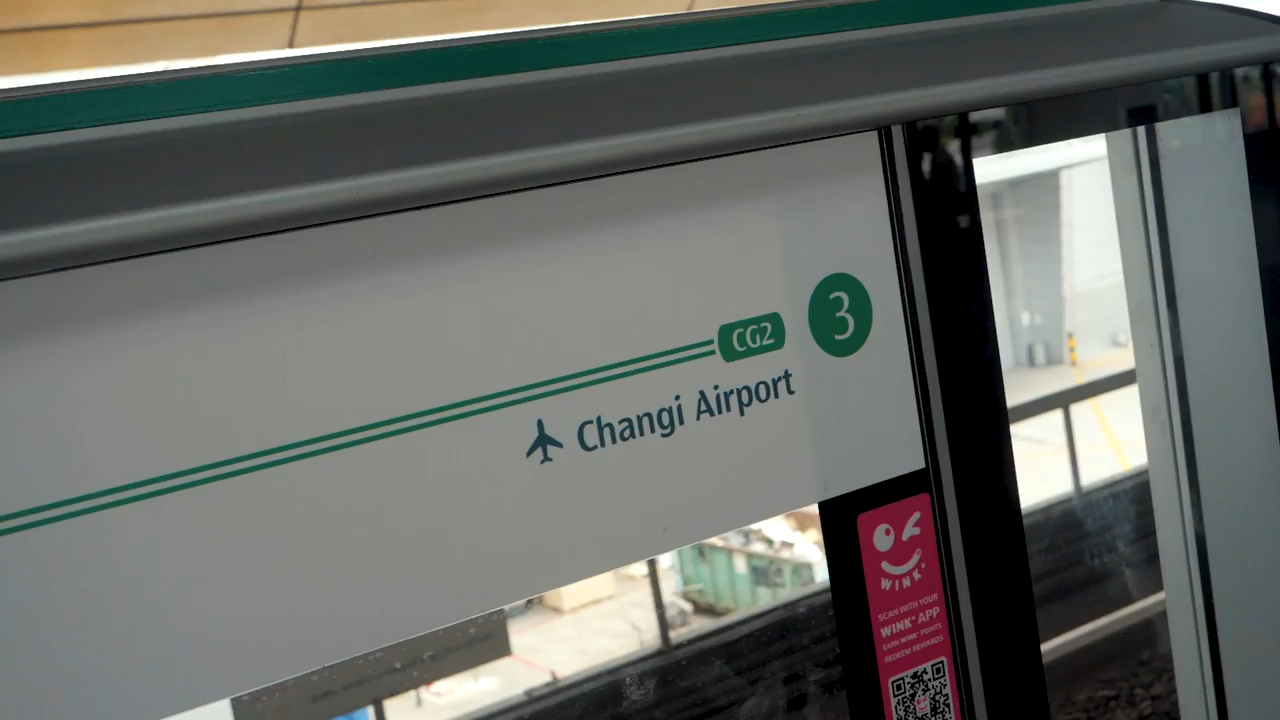 CG2
3
Changi Airport
WINK+
SCAN WITH YOUR
WINK+ APP
EARN WINK+ POINTS
REDEEM REWARDS